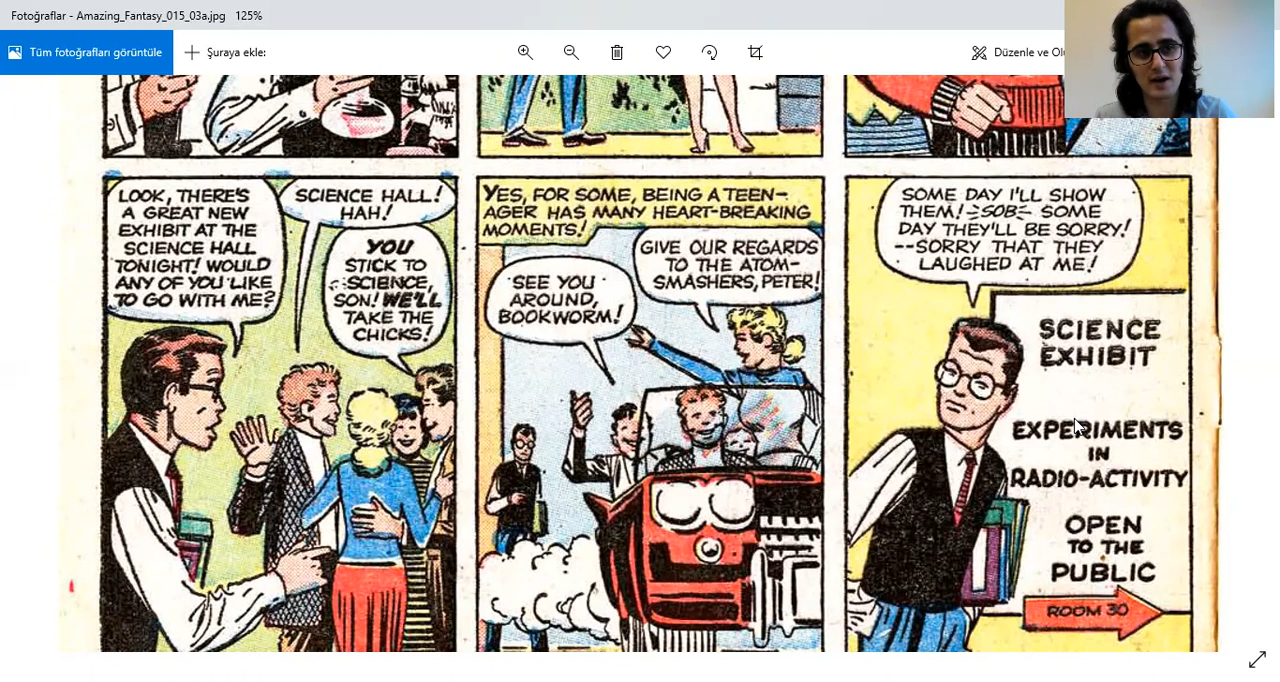 Fotoğraflar - Amazing_Fantasy_015_03a.jpg   125%
Tüm fotoğrafları görüntüle
Şuraya ekle:
Düzenle ve Olu
LOOK, THERE'S
A GREAT NEW
EXHIBIT AT THE
SCIENCE HALL
TONIGHT! WOULD
ANY OF YOU LIKE
TO GO WITH ME?
SCIENCE HALL!
HAH!
YOU
STICK TO
SCIENCE,
SON! WE'LL
TAKE THE
CHICKS!
YES, FOR SOME, BEING A TEEN-
AGER HAS MANY HEART-BREAKING
MOMENTS!
SEE YOU
AROUND,
BOOKWORM!
GIVE OUR REGARDS
TO THE ATOM-
SMASHERS, PETER!
SOME DAY I'LL SHOW
THEM! -SOB- SOME
DAY THEY'LL BE SORRY!
--SORRY THAT THEY
LAUGHED AT ME!
SCIENCE
EXHIBIT
EXPERIMENTS
IN
RADIO-ACTIVITY
OPEN
TO THE
PUBLIC
ROOM 30